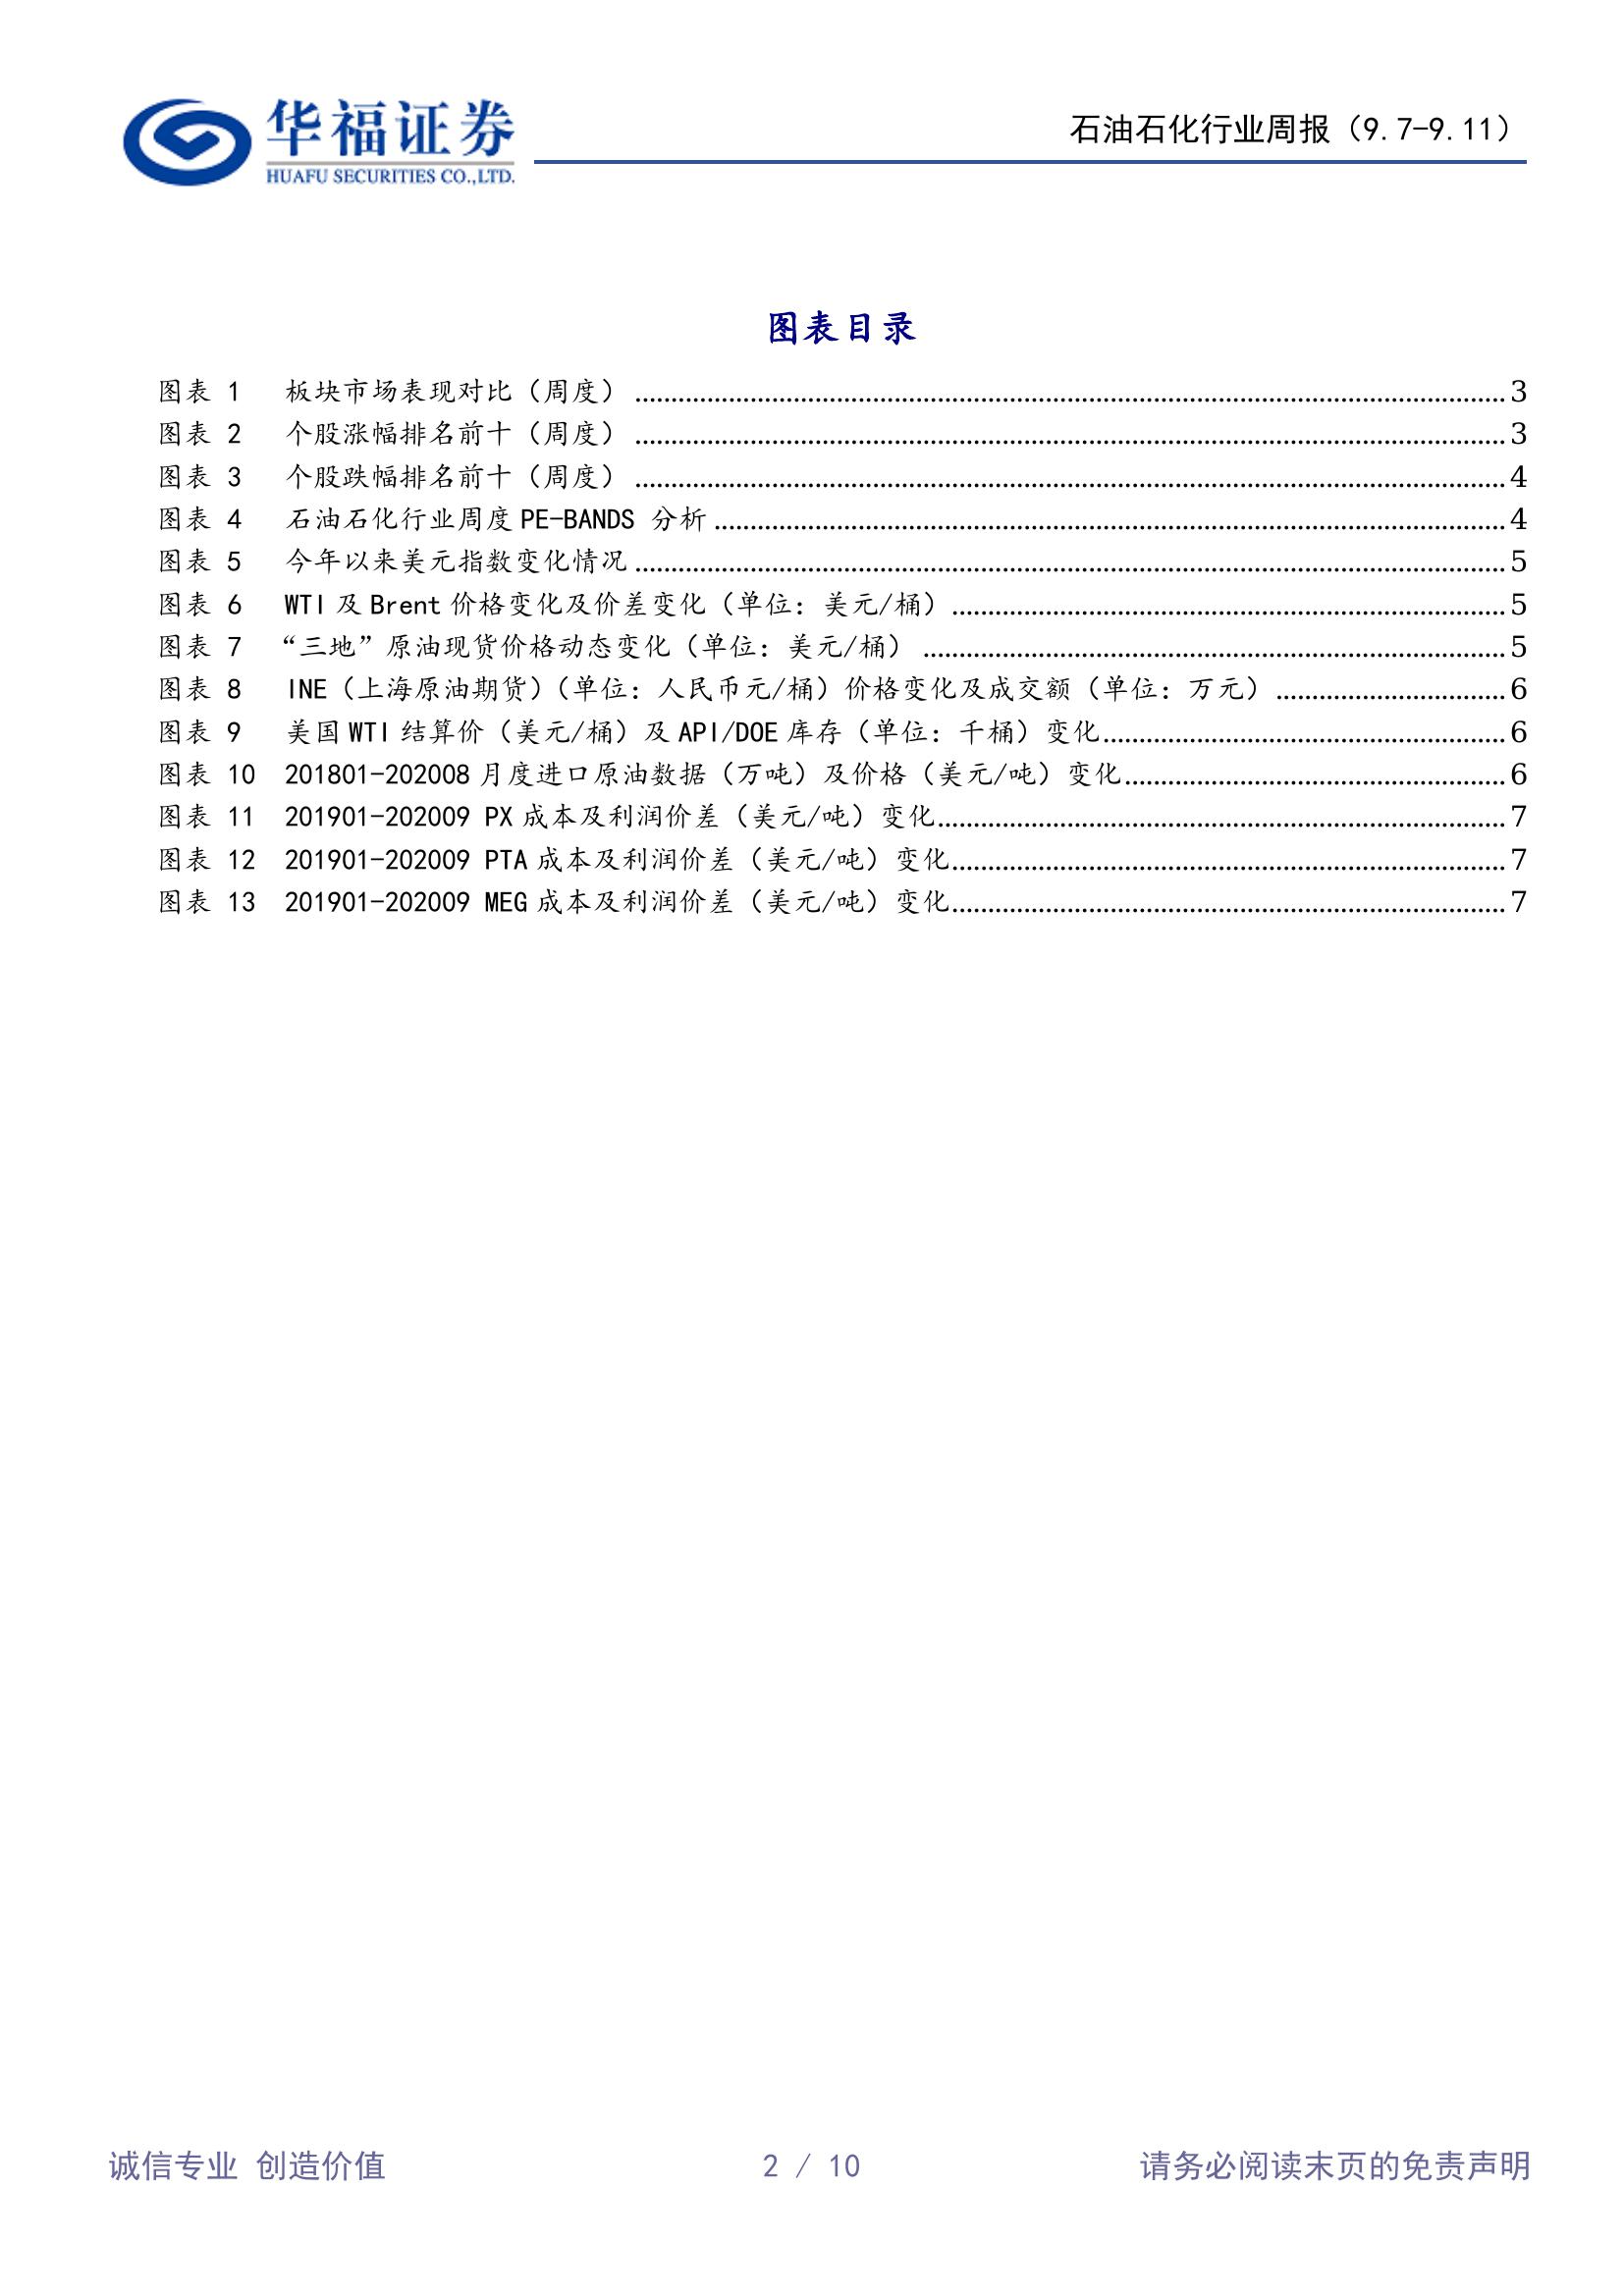 华福证券
HUAFU SECURITIES CO.,LTD.
石油石化行业周报（9.7-9.11）
图表目录
图表 1 板块市场表现对比（周度）........................3
图表 2 个股涨幅排名前十（周度）........................3
图表 3 个股跌幅排名前十（周度）........................4
图表 4 石油石化行业周度 PE-BANDS 分析........................4
图表 5 今年以来美元指数变化情况........................5
图表 6 WTI 及 Brent 价格变化及价差变化（单位：美元/桶）........................5
图表 7 “三地”原油现货价格动态变化（单位：美元/桶）........................5
图表 8 INE（上海原油期货）（单位：人民币元/桶）价格变化及成交额（单位：万元）........................6
图表 9 美国 WTI 结算价（美元/桶）及 API/DOE 库存（单位：千桶）变化........................6
图表 10 201801-202008 月度进口原油数据（万吨）及价格（美元/吨）变化........................6
图表 11 201901-202009 PX 成本及利润价差（美元/吨）变化........................7
图表 12 201901-202009 PTA 成本及利润价差（美元/吨）变化........................7
图表 13 201901-202009 MEG 成本及利润价差（美元/吨）变化........................7
诚信专业 创造价值 2 / 10 请务必阅读末页的免责声明